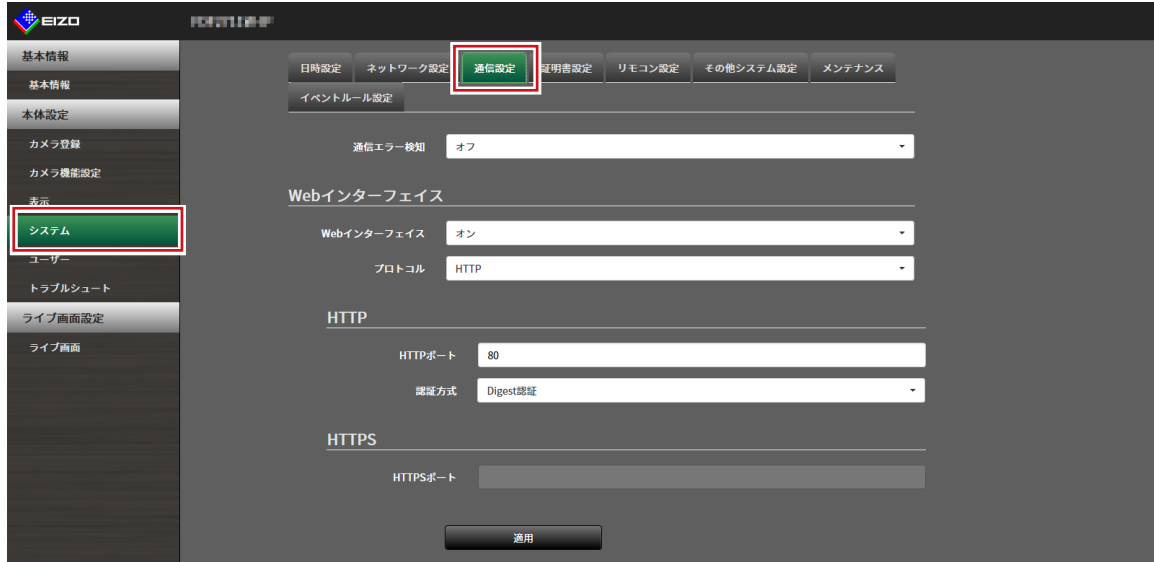 EIZO
基本情報
基本情報
本体設定
カメラ登録
カメラ機能設定
表示
システム
ユーザー
トラブルシュート
ライブ画面設定
ライブ画面
日時設定 ネットワーク設定 通信設定 証明書設定 リモコン設定 その他システム設定 メンテナンス
イベントルール設定
通信エラー検知 オフ
Webインターフェイス
Webインターフェイス オン
プロトコル HTTP
HTTP
HTTPポート 80
認証方式 Digest認証
HTTPS
HTTPSポート
適用